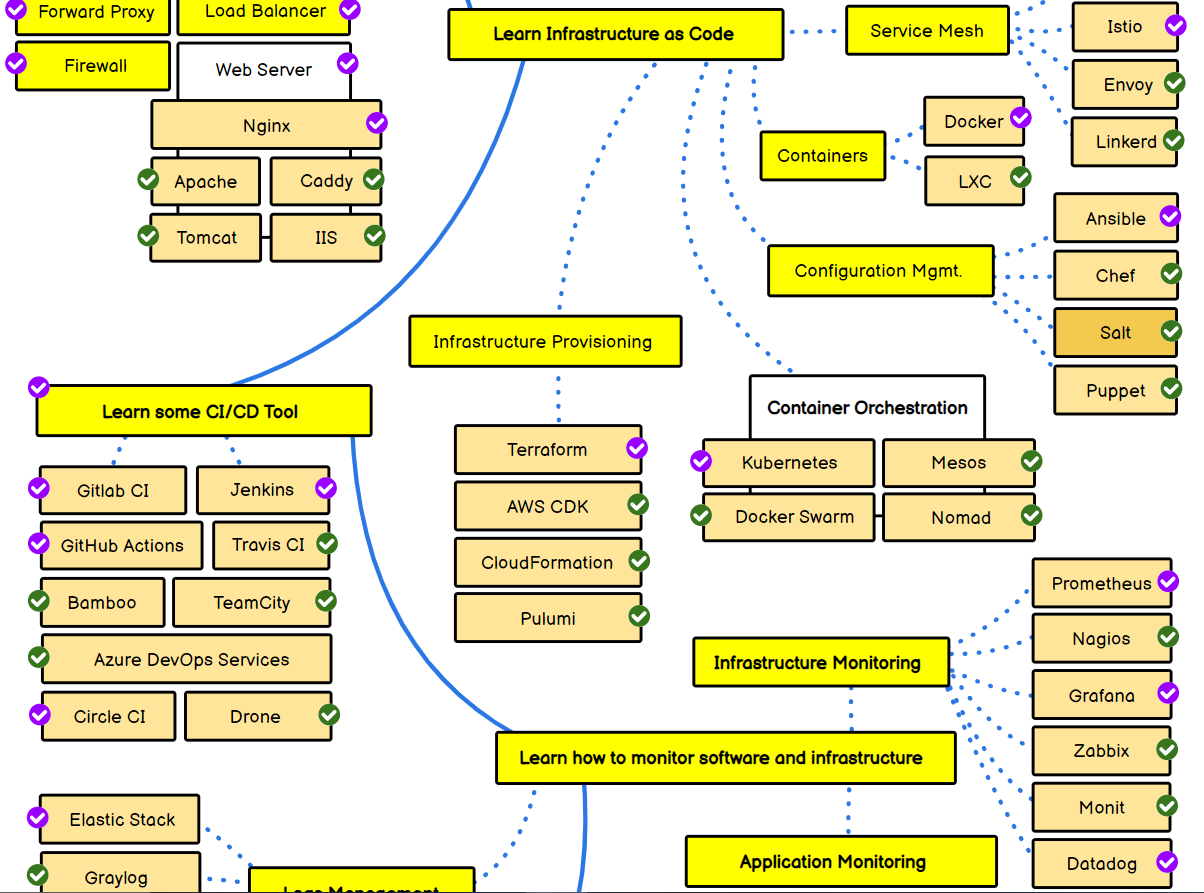 Forward Proxy
Load Balancer
Firewall
Web Server
Nginx
Apache
Caddy
Tomcat
IIS
Learn Infrastructure as Code
Service Mesh
Istio
Envoy
Linkerd
Containers
Docker
LXC
Configuration Mgmt.
Ansible
Chef
Salt
Puppet
Infrastructure Provisioning
Terraform
AWS CDK
CloudFormation
Pulumi
Container Orchestration
Kubernetes
Mesos
Docker Swarm
Nomad
Learn some CI/CD Tool
Gitlab CI
Jenkins
GitHub Actions
Travis CI
Bamboo
TeamCity
Azure DevOps Services
Circle CI
Drone
Infrastructure Monitoring
Prometheus
Nagios
Grafana
Zabbix
Monit
Datadog
Learn how to monitor software and infrastructure
Application Monitoring
Elastic Stack
Graylog
Logs Management